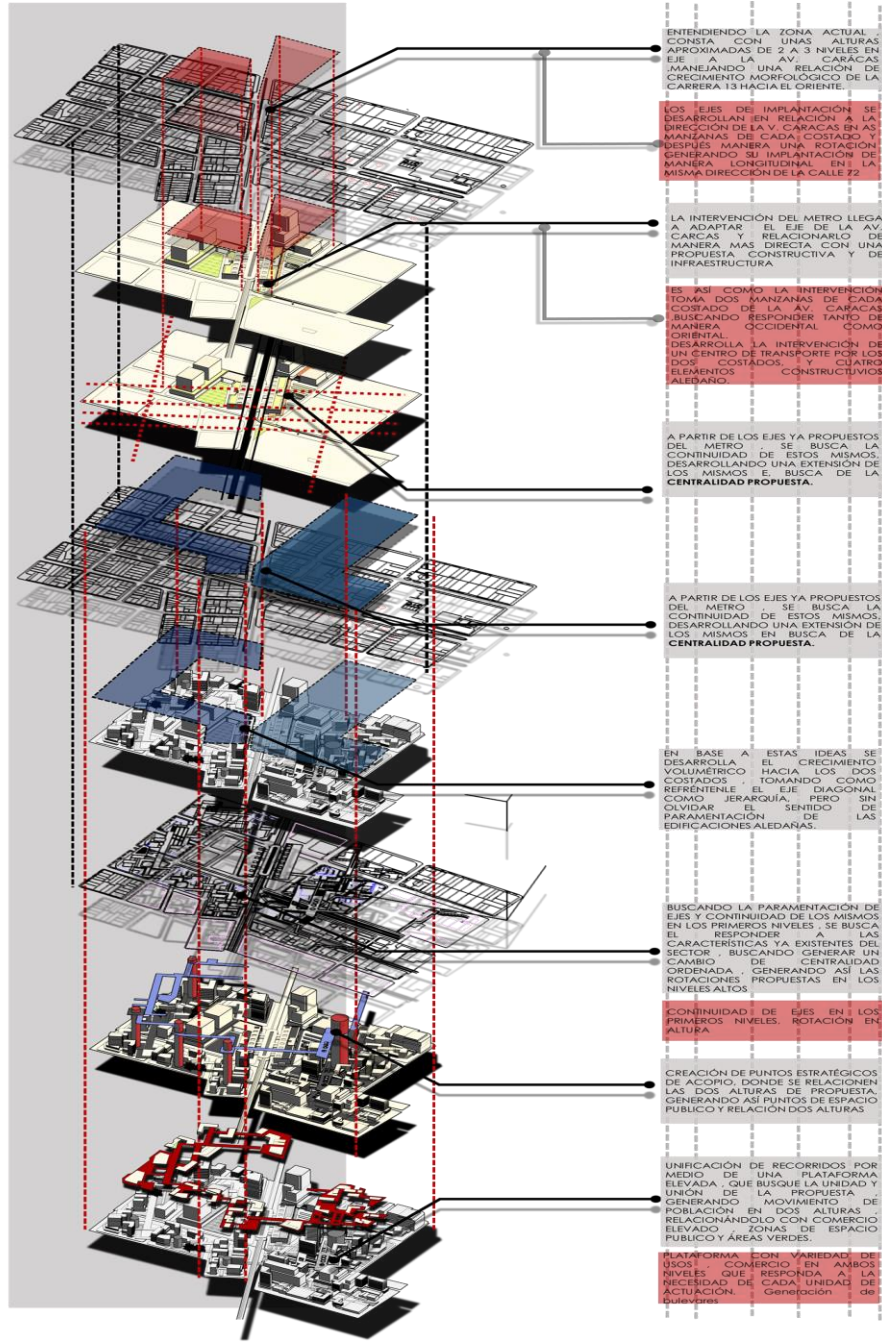 ENTENDIENDO LA ZONA ACTUAL ,
CONSTA CON UNAS ALTURAS
APROXIMADAS DE 2 A 3 NIVELES EN
EJE A LA AV. CARÁCAS
,MANEJANDO UNA RELACIÓN DE
CRECIMIENTO MORFOLÓGICO DE LA
CARRERA 13 HACIA EL ORIENTE.
LOS EJES DE IMPLANTACIÓN SE
DESARROLLAN EN RELACIÓN A LA
DIRECCIÓN DE LA V. CARACAS EN AS
MANZANAS DE CADA COSTADO Y
DESPUÉS MANERA UNA ROTACIÓN
GENERANDO SU IMPLANTACIÓN DE
MANERA LONGITUDINAL EN LA
MISMA DIRECCIÓN DE LA CALLE 72
LA INTERVENCIÓN DEL METRO LLEGA
A ADAPTAR EL EJE DE LA AV.
CARCAS Y RELACIONARLO DE
MANERA MAS DIRECTA CON UNA
PROPUESTA CONSTRUCTIVA Y DE
INFRAESTRUCTURA
ES ASÍ COMO LA INTERVENCIÓN
TOMA DOS MANZANAS DE CADA
COSTADO DE LA AV. CARACAS
,BUSCANDO RESPONDER TANTO DE
MANERA OCCIDENTAL COMO
ORIENTAL.
DESARROLLA LA INTERVENCIÓN DE
UN CENTRO DE TRANSPORTE POR LOS
DOS COSTADOS, Y CUATRO
ELEMENTOS CONSTRUCTUVIOS
ALEDAÑO.
A PARTIR DE LOS EJES YA PROPUESTOS
DEL METRO , SE BUSCA LA
CONTINUIDAD DE ESTOS MISMOS,
DESARROLLANDO UNA EXTENSIÓN DE
LOS MISMOS E, BUSCA DE LA
CENTRALIDAD PROPUESTA.
A PARTIR DE LOS EJES YA PROPUESTOS
DEL METRO , SE BUSCA LA
CONTINUIDAD DE ESTOS MISMOS,
DESARROLLANDO UNA EXTENSIÓN DE
LOS MISMOS EN BUSCA DE LA
CENTRALIDAD PROPUESTA.
EN BASE A ESTAS IDEAS SE
DESARROLLA EL CRECIMIENTO
VOLUMÉTRICO HACIA LOS DOS
COSTADOS , TOMANDO COMO
REFRÉNTENLE EL EJE DIAGONAL
COMO JERARQUÍA, PERO SIN
OLVIDAR EL SENTIDO DE
PARAMENTACIÓN DE LAS
EDIFICACIONES ALEDAÑAS.
BUSCANDO LA PARAMENTACIÓN DE
EJES Y CONTINUIDAD DE LOS MISMOS
EN LOS PRIMEROS NIVELES , SE BUSCA
EL RESPONDER A LAS
CARACTERÍSTICAS YA EXISTENTES DEL
SECTOR , BUSCANDO GENERAR UN
CAMBIO DE CENTRALIDAD
ORDENADA , GENERANDO ASÍ LAS
ROTACIONES PROPUESTAS EN LOS
NIVELES ALTOS
CONTINUIDAD DE EJES EN LOS
PRIMEROS NIVELES. ROTACIÓN EN
ALTURA
CREACIÓN DE PUNTOS ESTRATÉGICOS
DE ACOPIO, DONDE SE RELACIONEN
LAS DOS ALTURAS DE PROPUESTA,
GENERANDO ASÍ PUNTOS DE ESPACIO
PUBLICO Y RELACIÓN DOS ALTURAS
UNIFICACIÓN DE RECORRIDOS POR
MEDIO DE UNA PLATAFORMA
ELEVADA , QUE BUSQUE LA UNIDAD Y
UNIÓN DE LA PROPUESTA ,
GENERANDO MOVIMIENTO DE
POBLACIÓN EN DOS ALTURAS ,
RELACIONÁNDOLO CON COMERCIO
ELEVADO , ZONAS DE ESPACIO
PUBLICO Y ÁREAS VERDES.
PLATAFORMA CON VARIEDAD DE
USOS , COMERCIO EN AMBOS
NIVELES QUE RESPONDA A LA
NECESIDAD DE CADA UNIDAD DE
ACTUACIÓN. Generación de
bulevares